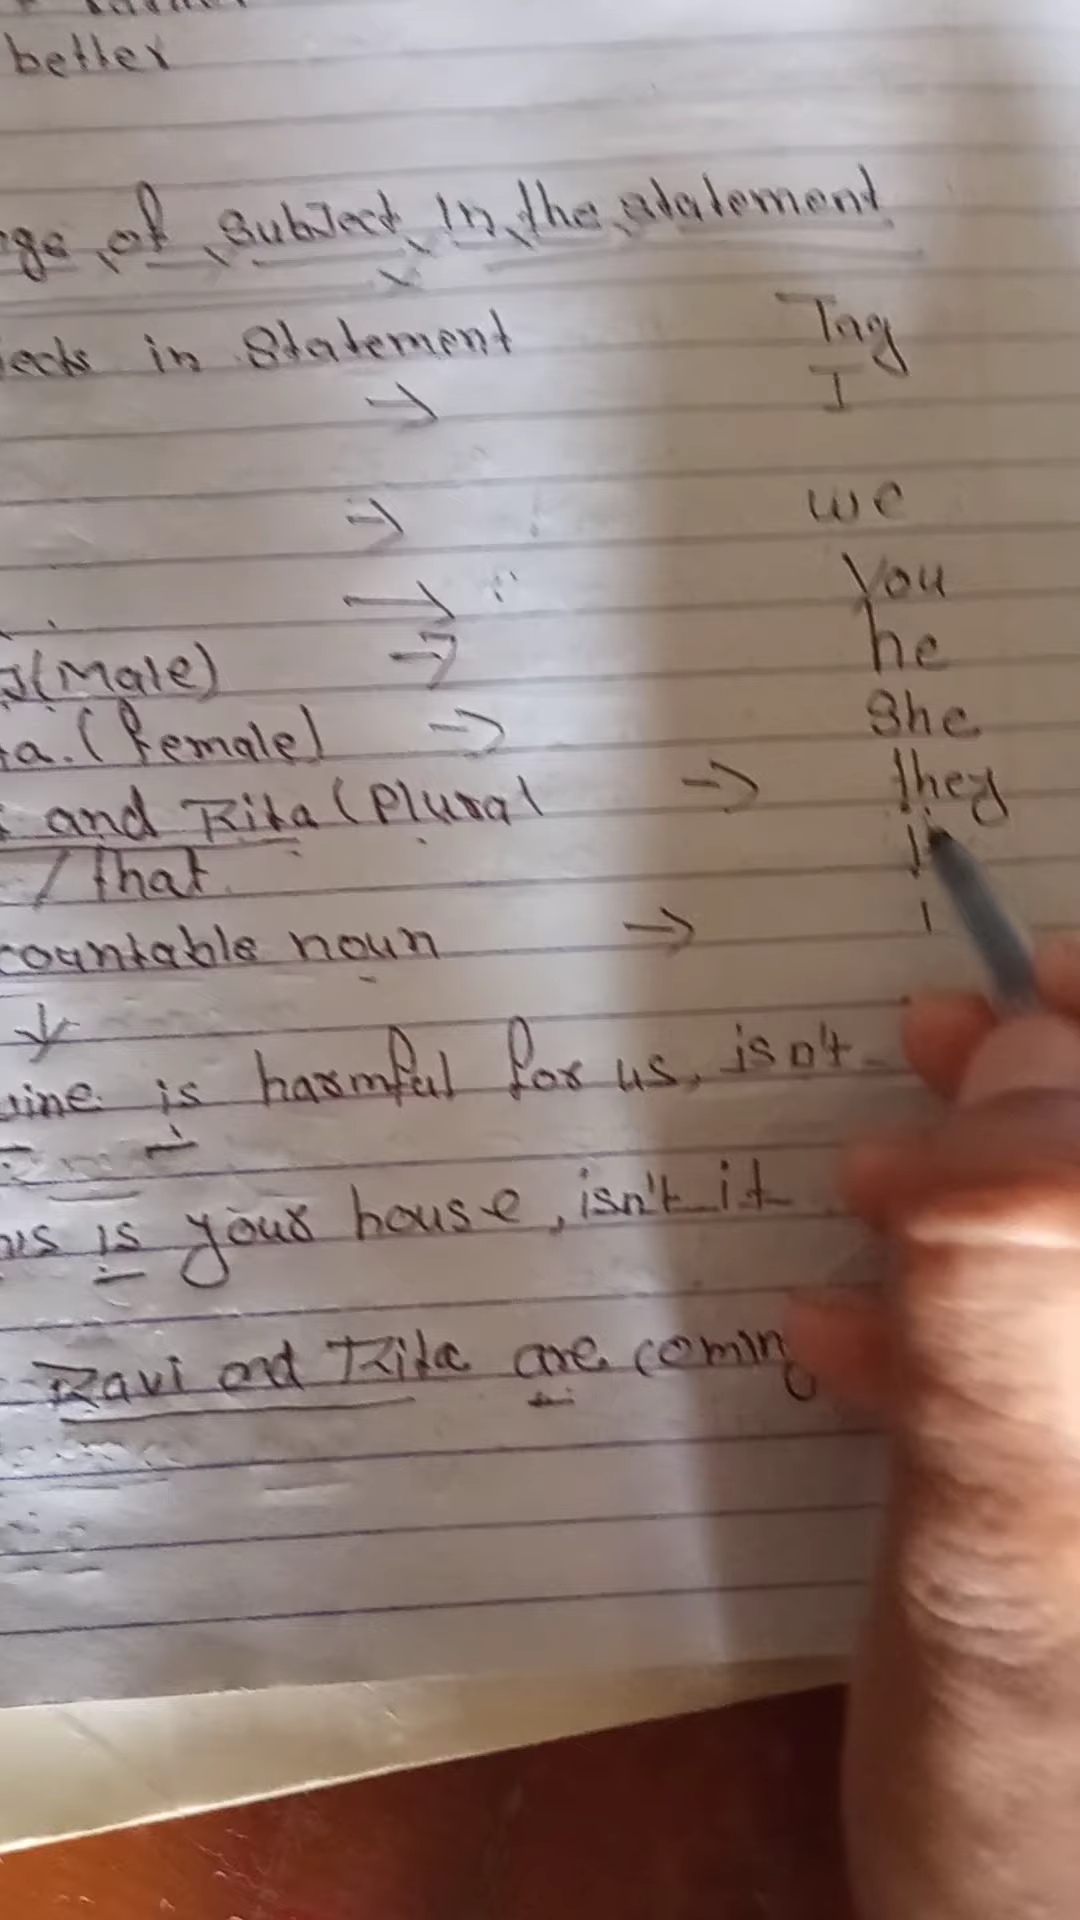 better
of Subject in the statement
in Statement Tag
→ I
→ we
→ You
(Male) → he
(female) → She
and Rita (Plural → they
/ that
noun →
is harmful for us, isn't
is your house, isn't it
Ravi and Rita are coming